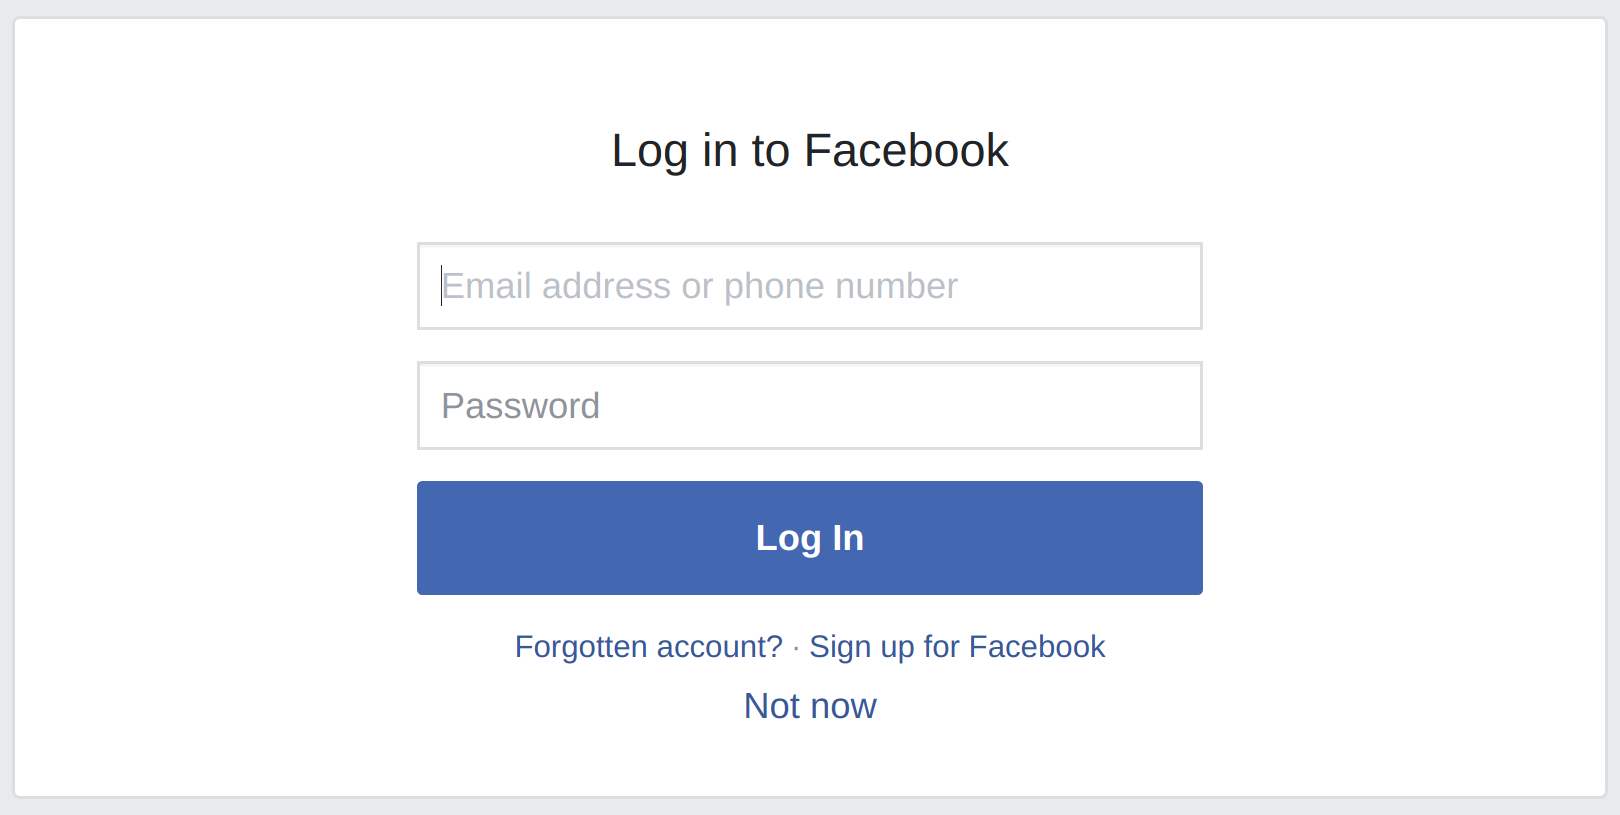 Log in to Facebook
Email address or phone number
Password
Log In
Forgotten account? · Sign up for Facebook
Not now